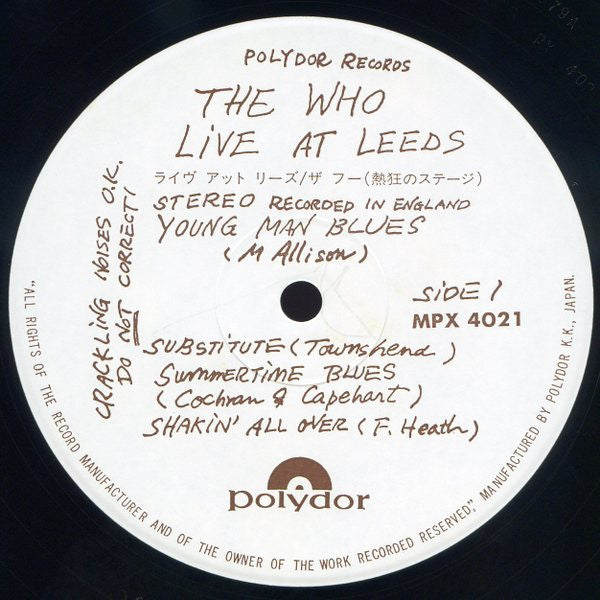 POLYDOR RECORDS
THE WHO
LIVE AT LEEDS
ライヴ アット リーズ/ザ フー(熱狂のステージ)
STEREO RECORDED IN ENGLAND
YOUNG MAN BLUES
(M Allison)
CRACKLING NOISES O.K.
DO NOT CORRECT!
SIDE 1
MPX 4021
SUBSTITUTE (Townshend)
SUMMERTIME BLUES
(Cochran & Capehart)
SHAKIN' ALL OVER (F. Heath)
polydor
"ALL RIGHTS OF THE RECORD MANUFACTURER AND OF THE OWNER OF THE WORK RECORDED RESERVED," MANUFACTURED BY POLYDOR K.K., JAPAN.